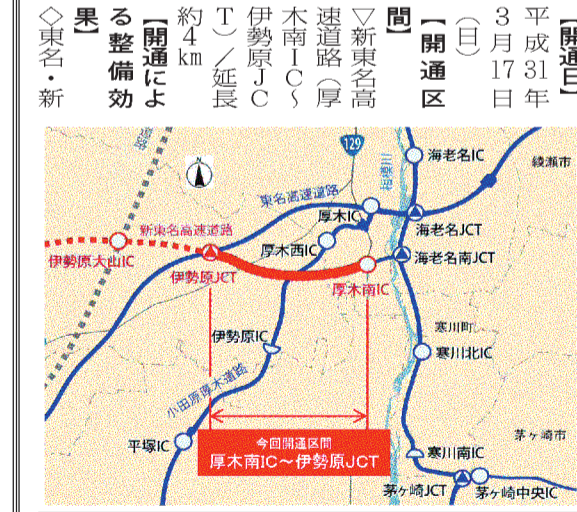 【開通日】
平成31年
3月17日
(日)
【開通区
間】
▽新東名高
速道路(厚
木南IC〜
伊勢原JC
T)/延長
約4km
【開通によ
る整備効
果】
◇東名・新
N
129
海老名IC
綾瀬市
東名高速道路
厚木IC
海老名JCT
新東名高速道路
厚木西IC
海老名南JCT
伊勢原大山IC
伊勢原JCT
厚木南IC
伊勢原IC
寒川町
寒川北IC
小田原厚木道路
平塚IC
今回開通区間
厚木南IC〜伊勢原JCT
寒川南IC
茅ヶ崎市
茅ヶ崎JCT
茅ヶ崎中央IC